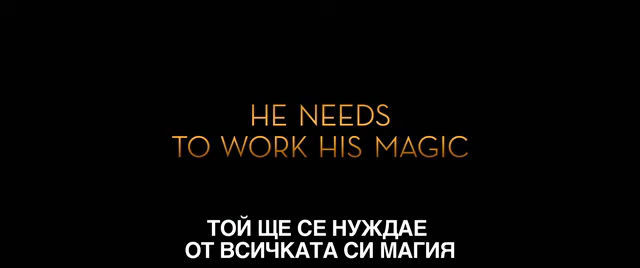 HE NEEDS
TO WORK HIS MAGIC
ТОЙ ЩЕ СЕ НУЖДАЕ
ОТ ВСИЧКАТА СИ МАГИЯ